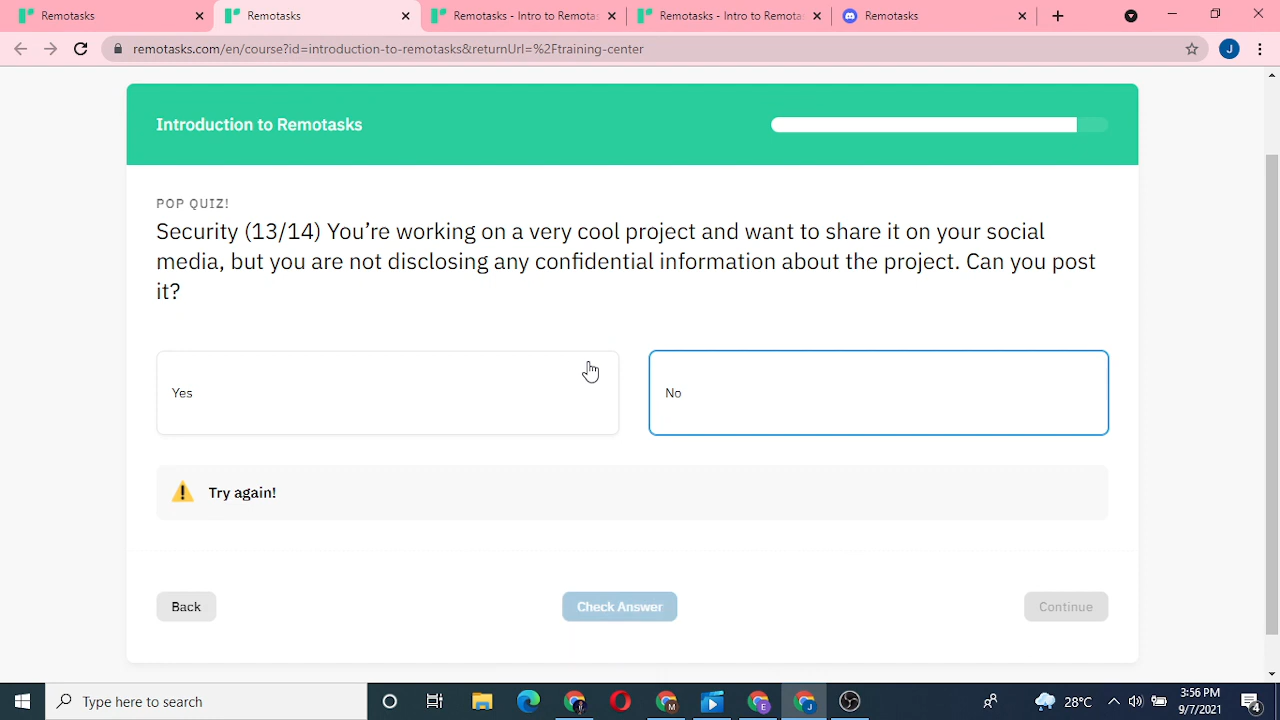 Remotasks
Remotasks
Remotasks - Intro to Remota
Remotasks - Intro to Remota
Remotasks
remotasks.com/en/course?id=introduction-to-remotasks&returnUrl=%2Ftraining-center
J
Introduction to Remotasks
POP QUIZ!
Security (13/14) You’re working on a very cool project and want to share it on your social
media, but you are not disclosing any confidential information about the project. Can you post
it?
Yes
No
Try again!
Back
Check Answer
Continue
Type here to search
M
E
J
28°C
3:56 PM
9/7/2021
4